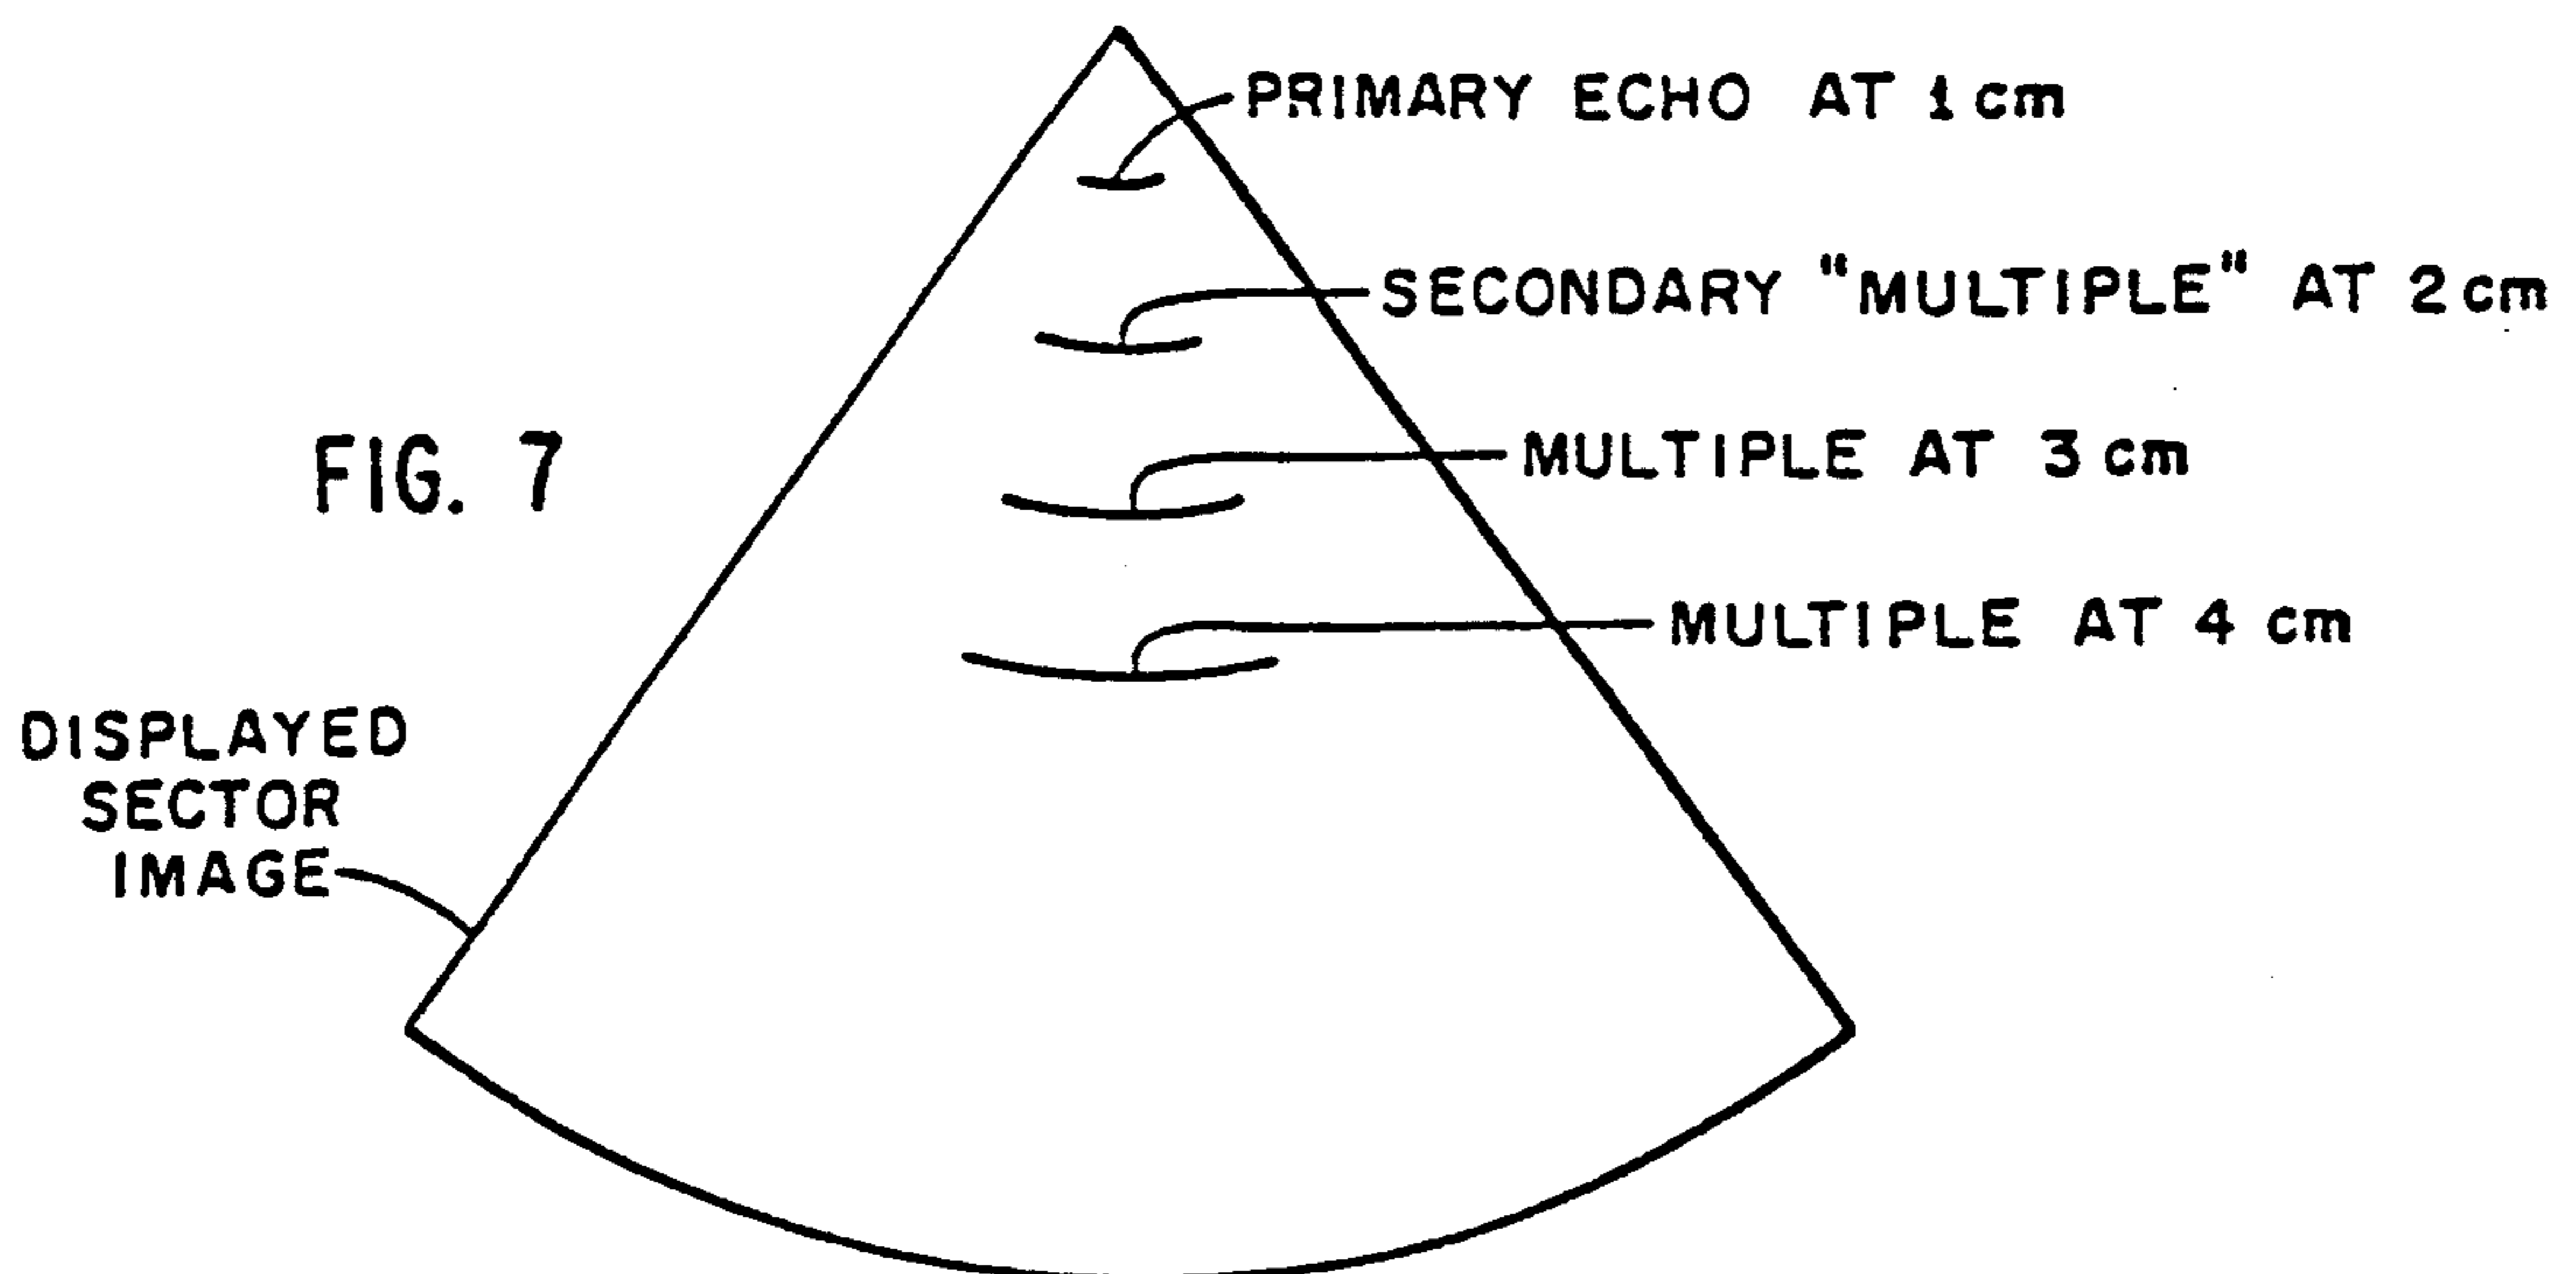 PRIMARY ECHO AT 1 cm
SECONDARY "MULTIPLE" AT 2 cm
FIG. 7
MULTIPLE AT 3 cm
MULTIPLE AT 4 cm
DISPLAYED
SECTOR
IMAGE